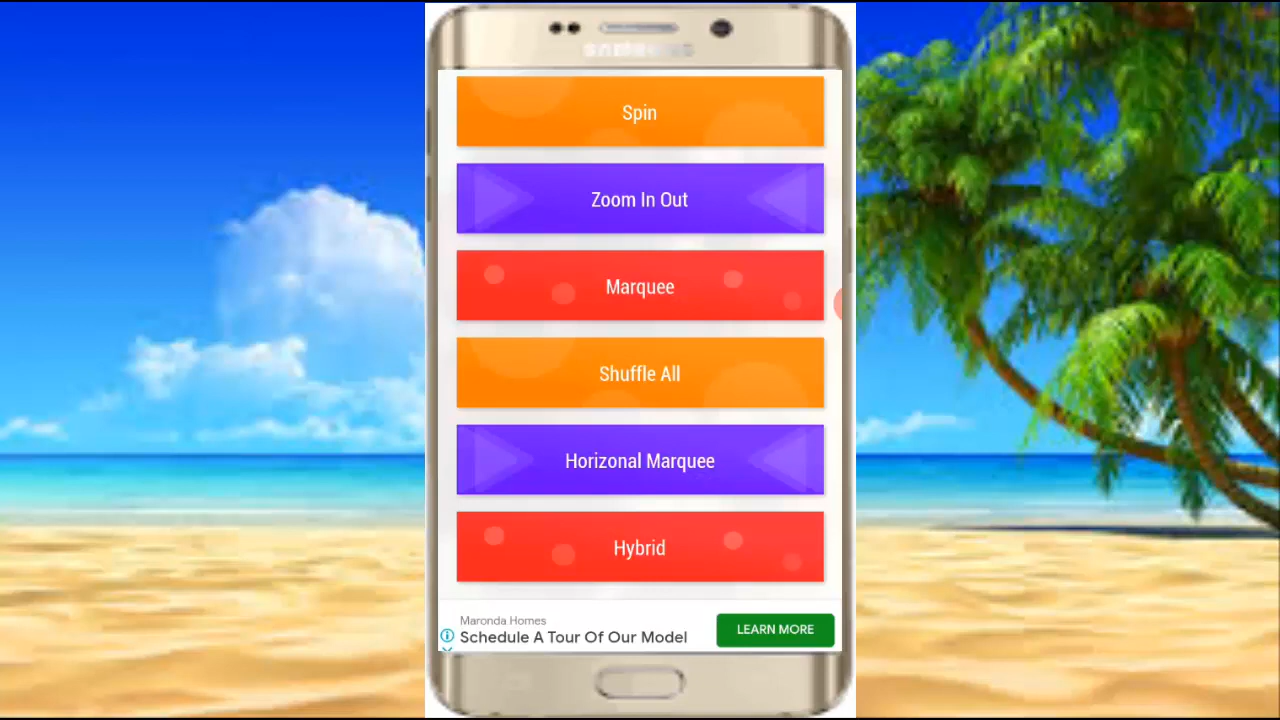 SAMSUNG
Spin
Zoom In Out
Marquee
Shuffle All
Horizonal Marquee
Hybrid
Maronda Homes
Schedule A Tour Of Our Model
LEARN MORE